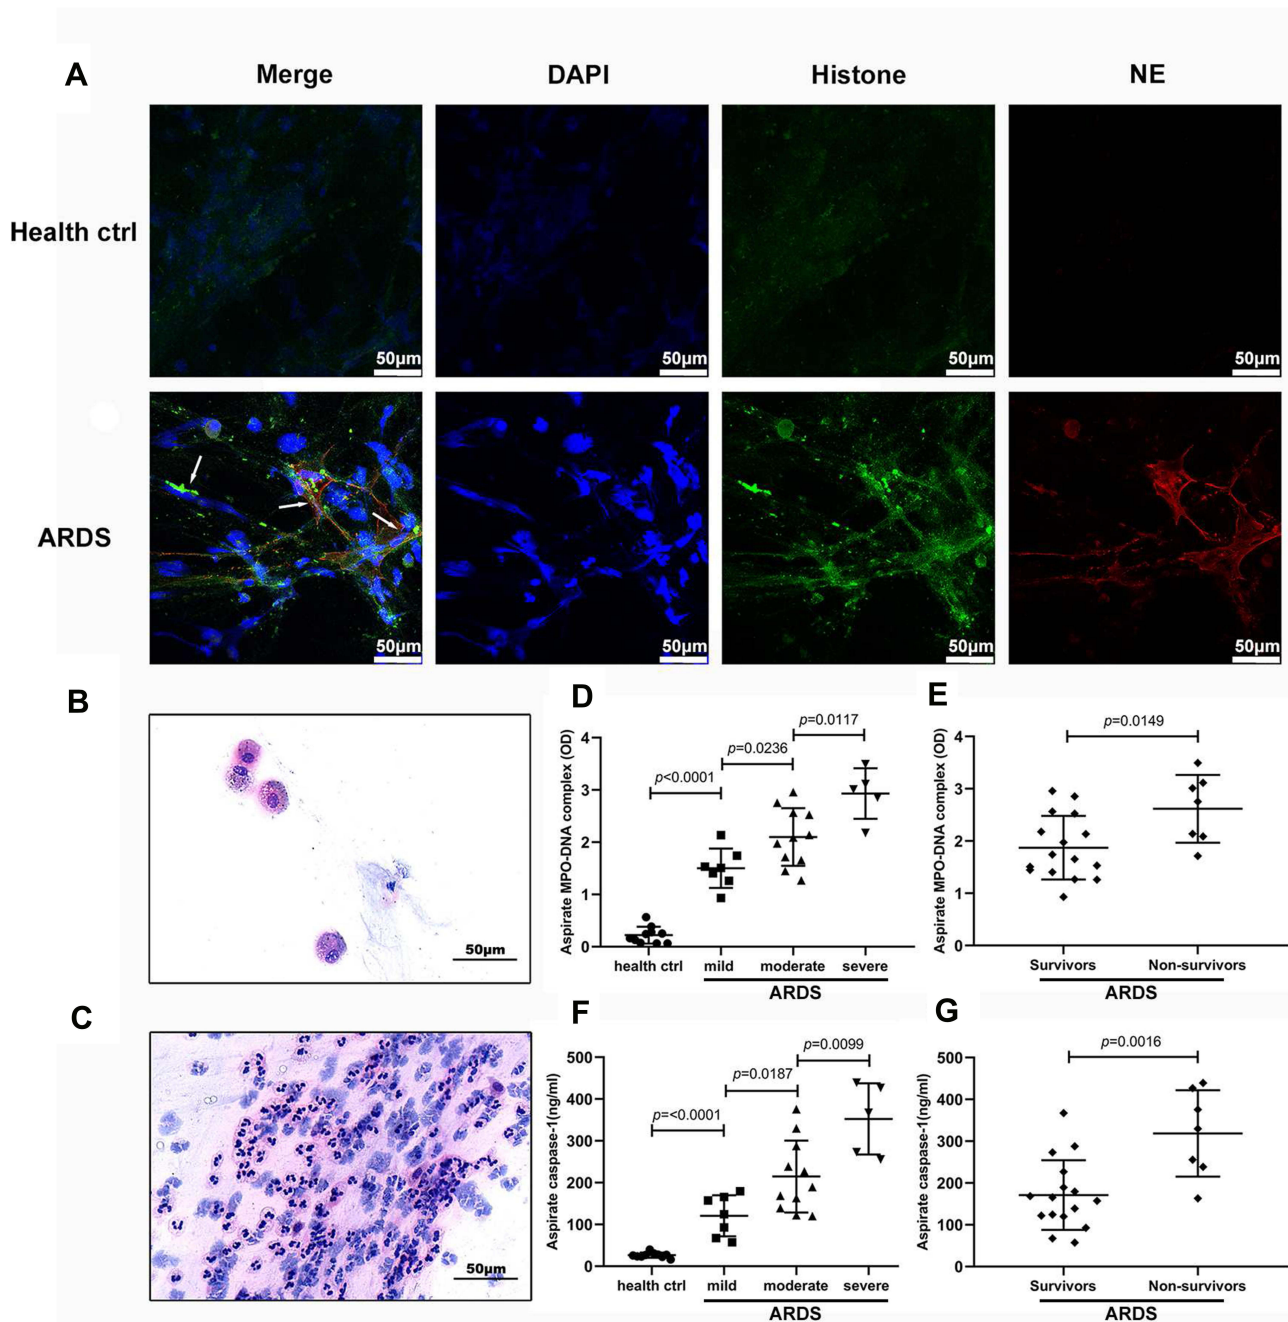 A
Merge DAPI Histone NE
Health ctrl
50μm 50μm 50μm 50μm
ARDS
50μm 50μm 50μm 50μm
B
50μm
C
50μm
D
Aspirate MPO-DNA complex (OD)
4
3
2
1
0
p<0.0001
p=0.0236
p=0.0117
health ctrl mild moderate severe
ARDS
E
Aspirate MPO-DNA complex (OD)
4
3
2
1
0
p=0.0149
Survivors Non-survivors
ARDS
F
Aspirate caspase-1(ng/ml)
500
400
300
200
100
0
p=<0.0001
p=0.0187
p=0.0099
health ctrl mild moderate severe
ARDS
G
Aspirate caspase-1(ng/ml)
500
400
300
200
100
0
p=0.0016
Survivors Non-survivors
ARDS